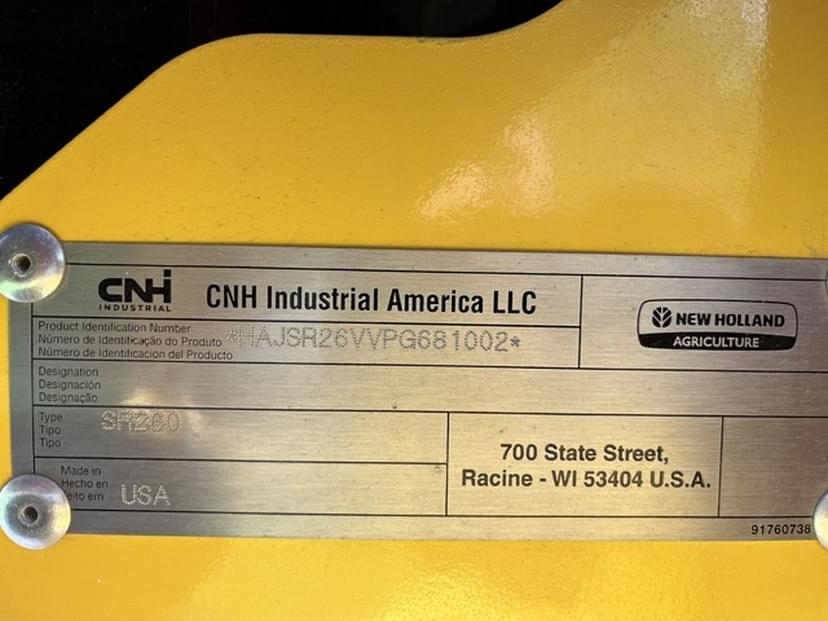 CNH
INDUSTRIAL
CNH Industrial America LLC
NEW HOLLAND
AGRICULTURE
Product Identification Number
Número de Identificação do Produto
Número de Identificacion del Producto
*HAJSR26VVPG681002*
Designation
Designación
Designação
Type
Tipo
Tipo
SR260
Made in
Hecho en
eito em
USA
700 State Street,
Racine - WI 53404 U.S.A.
91760738